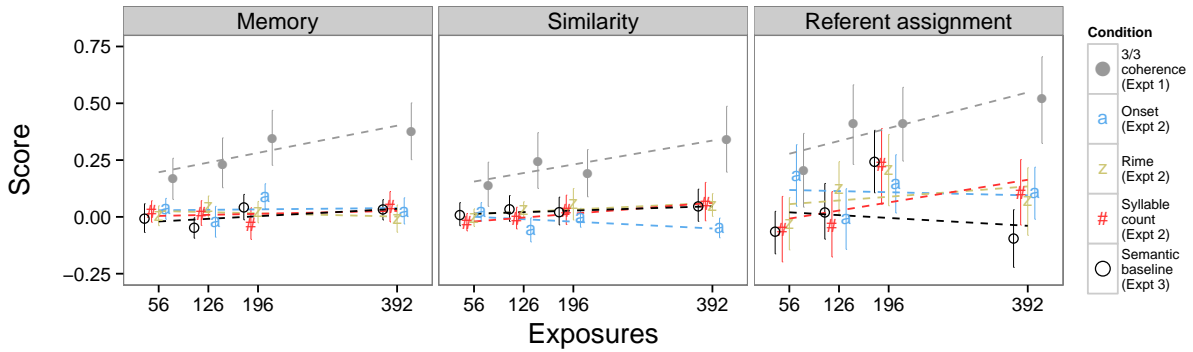 Memory
Similarity
Referent assignment
Score
0.75
0.50
0.25
0.00
−0.25
56 126 196 392
56 126 196 392
56 126 196 392
Exposures
Condition
3/3
coherence
(Expt 1)
a Onset
(Expt 2)
z Rime
(Expt 2)
# Syllable
count
(Expt 2)
Semantic
baseline
(Expt 3)